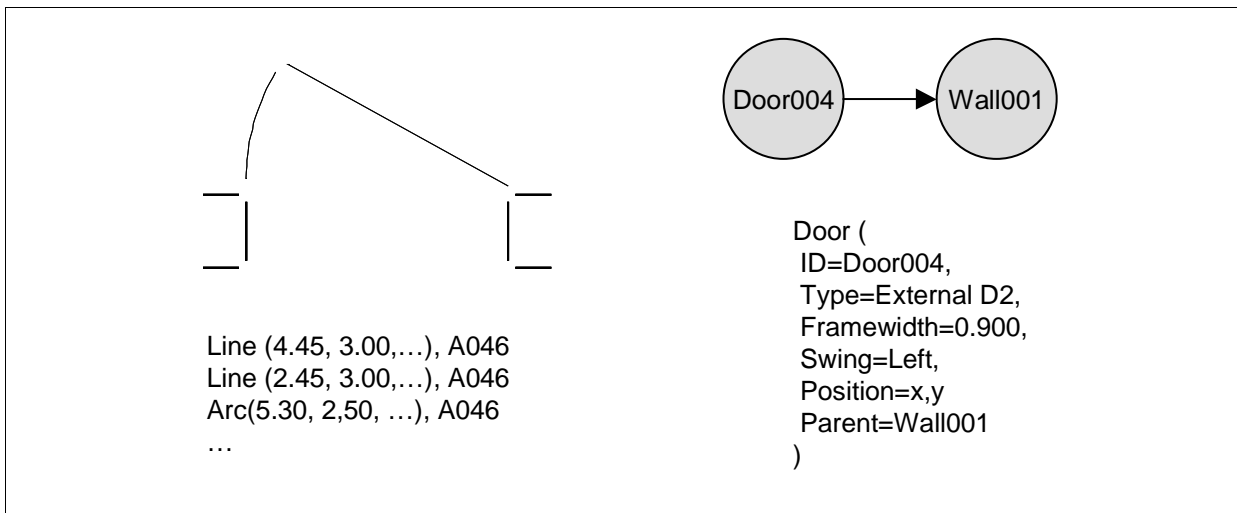 Door004
Wall001
Line (4.45, 3.00,…), A046
Line (2.45, 3.00,…), A046
Arc(5.30, 2,50, …), A046
…
Door (
ID=Door004,
Type=External D2,
Framewidth=0.900,
Swing=Left,
Position=x,y
Parent=Wall001
)